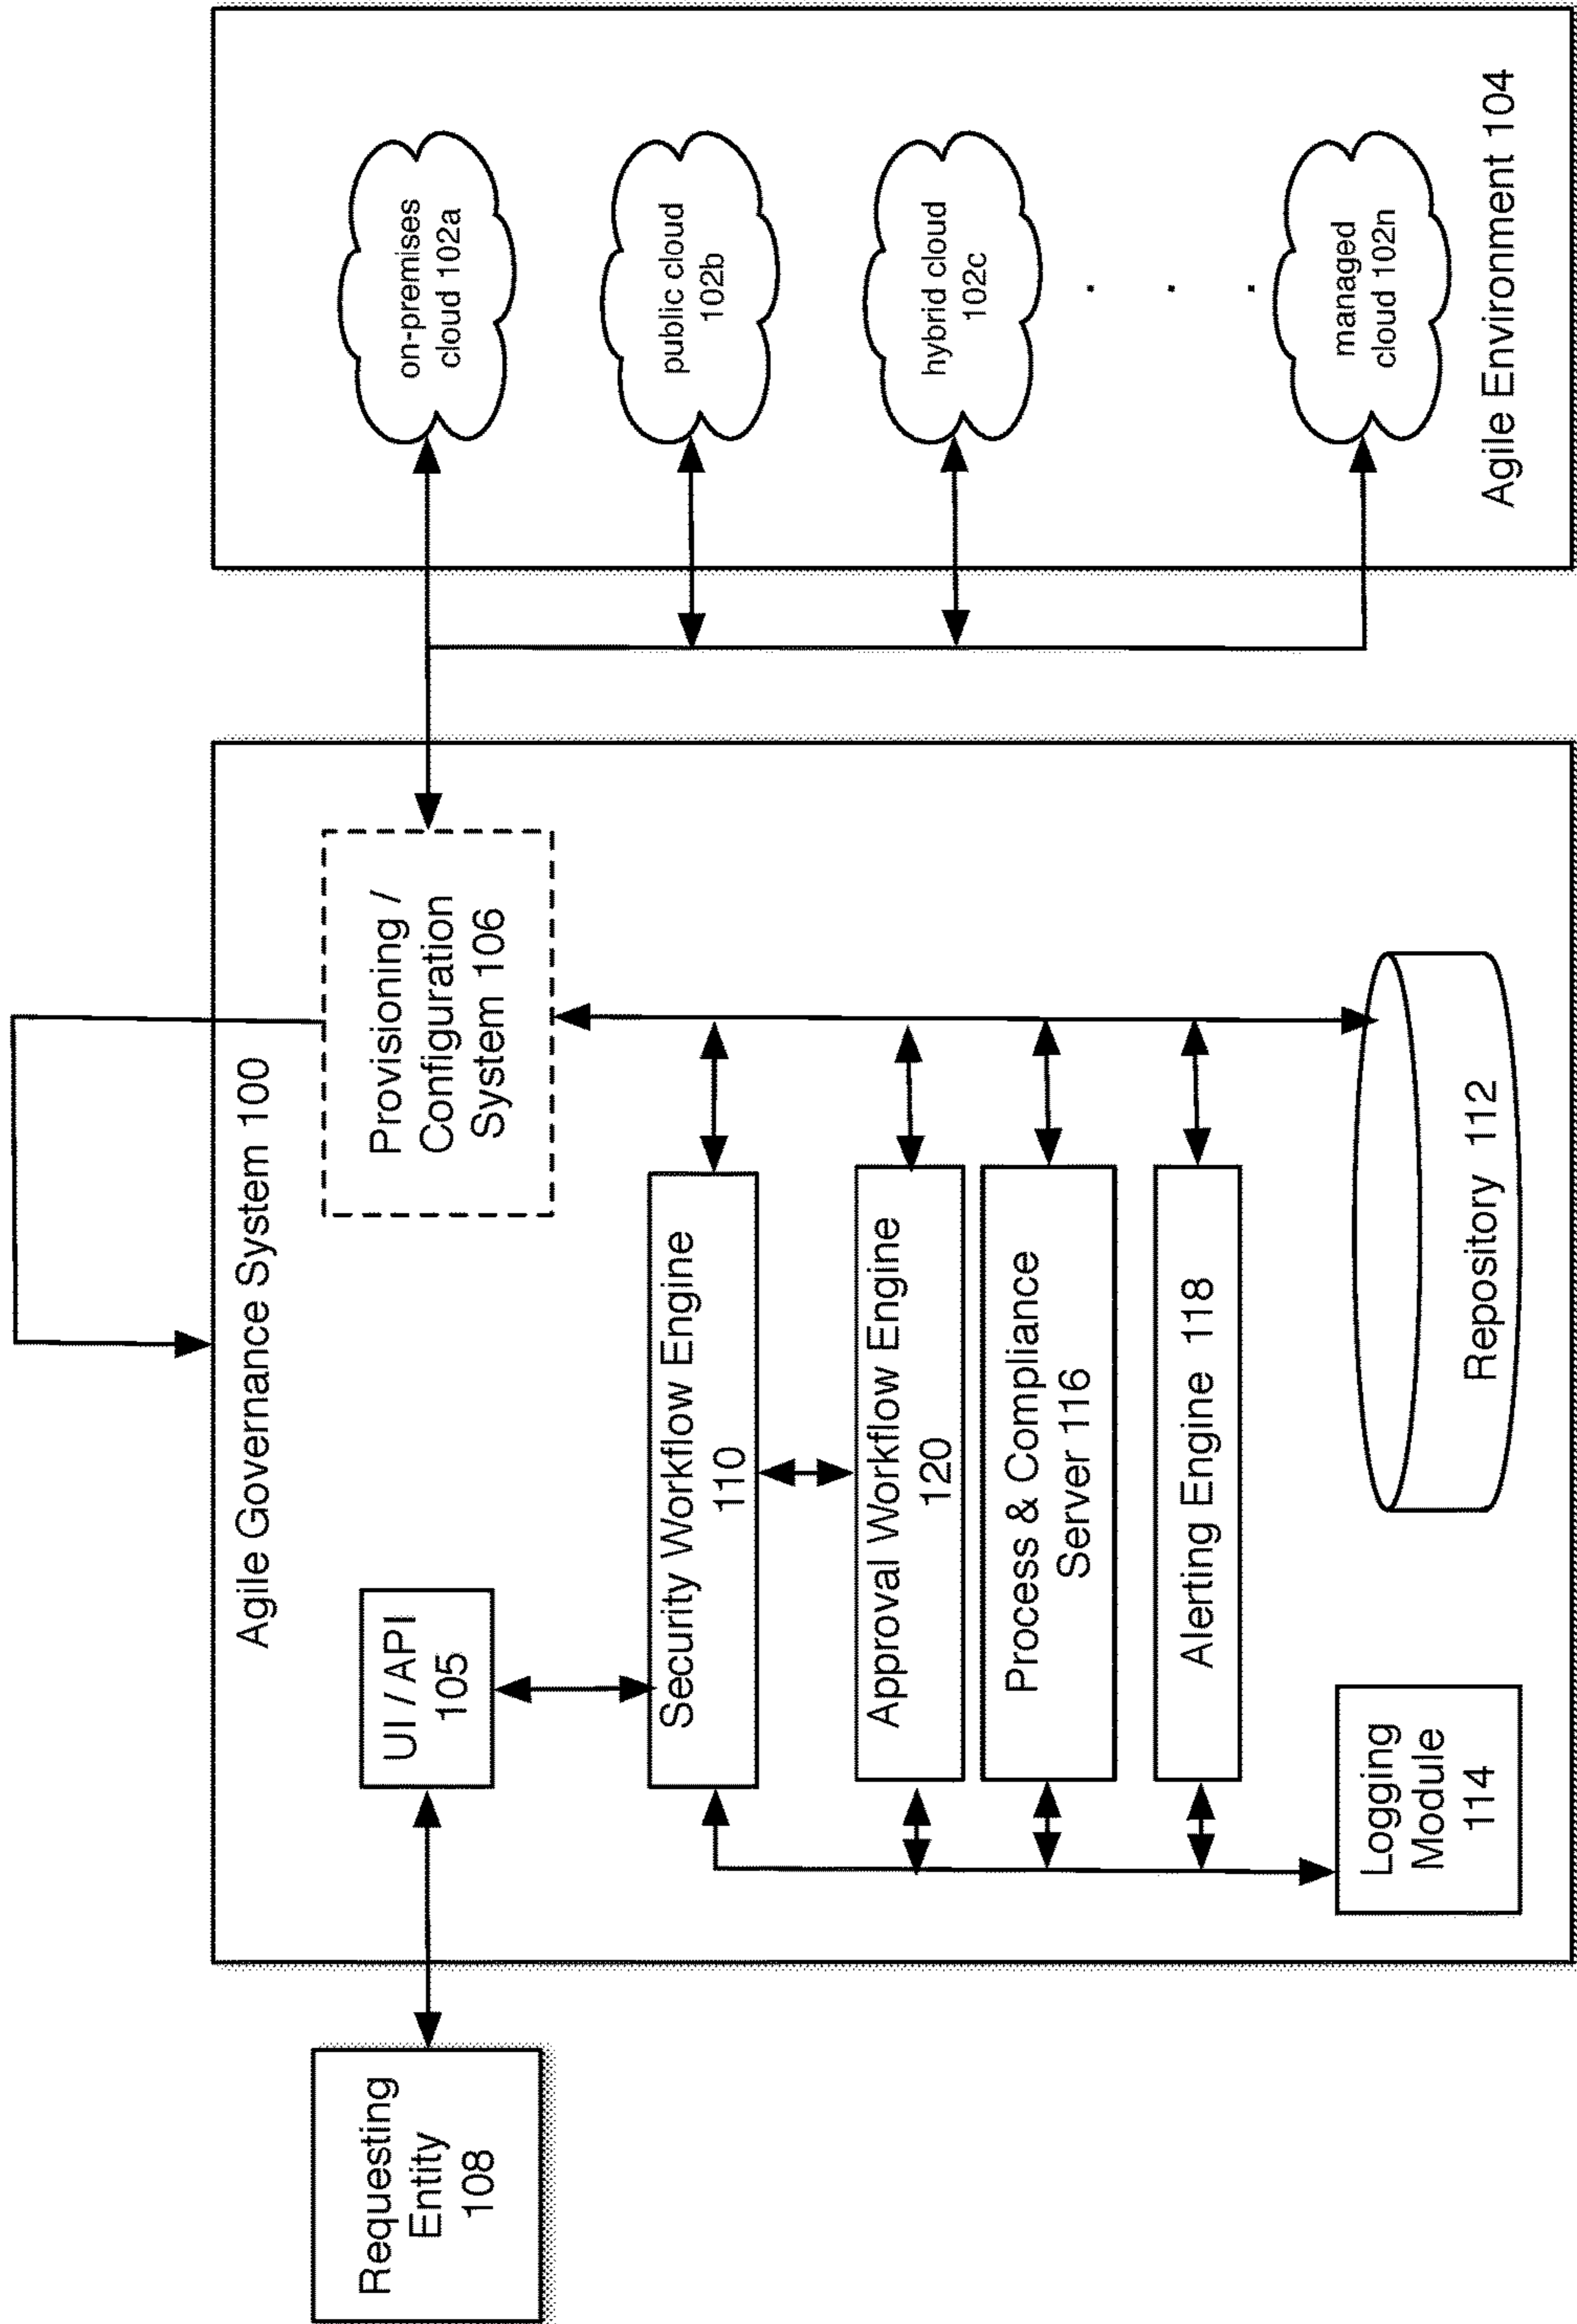 Requesting
Entity
108
Agile Governance System 100
UI / API
105
Provisioning /
Configuration
System 106
Security Workflow Engine
110
Approval Workflow Engine
120
Process & Compliance
Server 116
Alerting Engine 118
Logging
Module
114
Repository 112
on-premises
cloud 102a
public cloud
102b
hybrid cloud
102c
. . .
managed
cloud 102n
Agile Environment 104